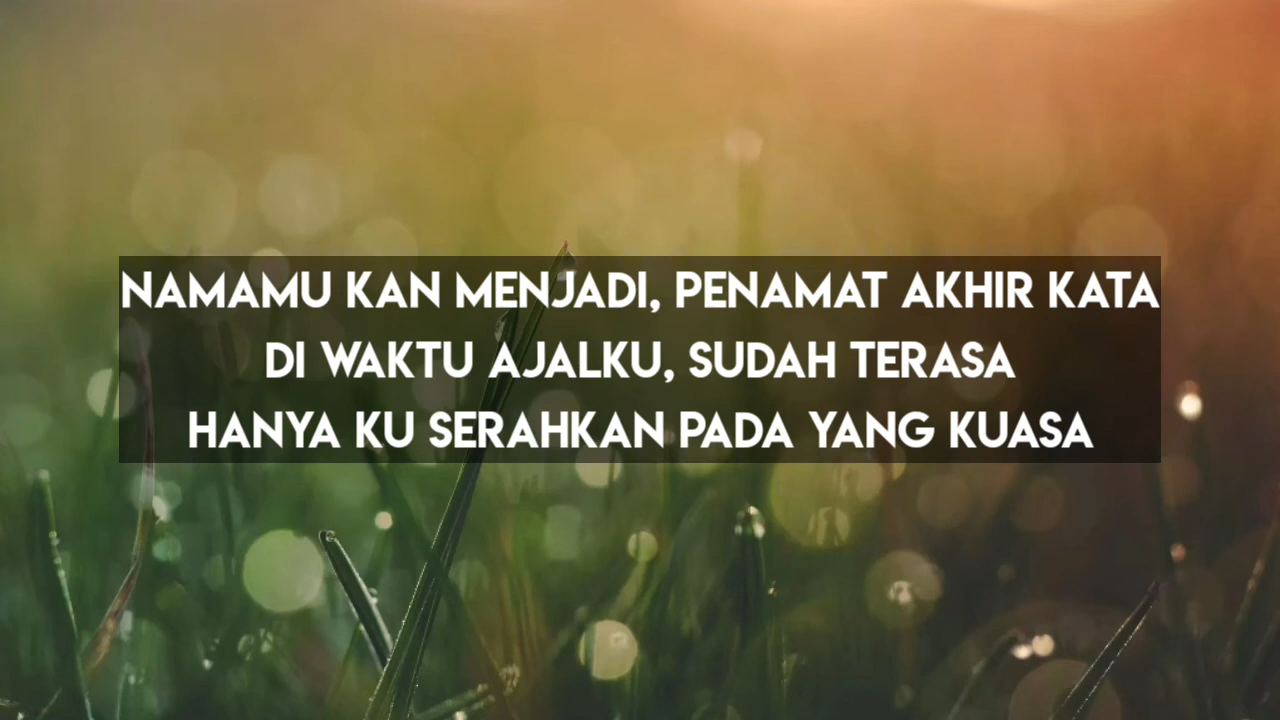 NAMAMU KAN MENJADI, PENAMAT AKHIR KATA
DI WAKTU AJALKU, SUDAH TERASA
HANYA KU SERAHKAN PADA YANG KUASA